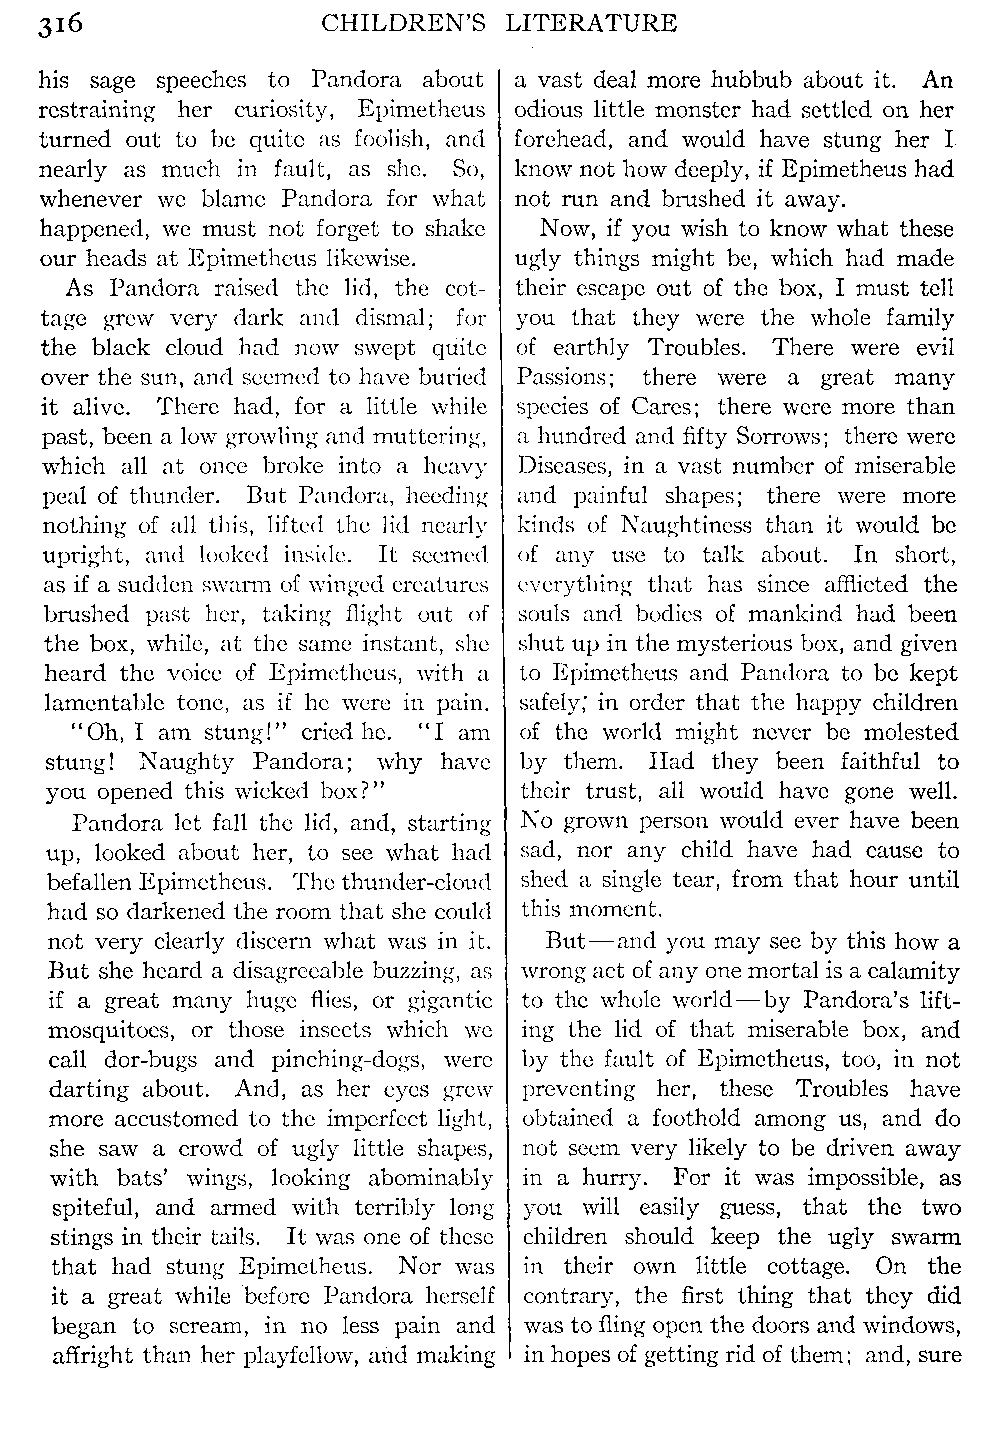 316 CHILDREN'S LITERATURE
his sage speeches to Pandora about
restraining her curiosity, Epimetheus
turned out to be quite as foolish, and
nearly as much in fault, as she. So,
whenever we blame Pandora for what
happened, we must not forget to shake
our heads at Epimetheus likewise.
As Pandora raised the lid, the cot-
tage grew very dark and dismal; for
the black cloud had now swept quite
over the sun, and seemed to have buried
it alive. There had, for a little while
past, been a low growling and muttering,
which all at once broke into a heavy
peal of thunder. But Pandora, heeding
nothing of all this, lifted the lid nearly
upright, and looked inside. It seemed
as if a sudden swarm of winged creatures
brushed past her, taking flight out of
the box, while, at the same instant, she
heard the voice of Epimetheus, with a
lamentable tone, as if he were in pain.
"Oh, I am stung!" cried he. "I am
stung! Naughty Pandora; why have
you opened this wicked box?"
Pandora let fall the lid, and, starting
up, looked about her, to see what had
befallen Epimetheus. The thunder-cloud
had so darkened the room that she could
not very clearly discern what was in it.
But she heard a disagreeable buzzing, as
if a great many huge flies, or gigantic
mosquitoes, or those insects which we
call dor-bugs and pinching-dogs, were
darting about. And, as her eyes grew
more accustomed to the imperfect light,
she saw a crowd of ugly little shapes,
with bats' wings, looking abominably
spiteful, and armed with terribly long
stings in their tails. It was one of these
that had stung Epimetheus. Nor was
it a great while before Pandora herself
began to scream, in no less pain and
affright than her playfellow, and making
a vast deal more hubbub about it. An
odious little monster had settled on her
forehead, and would have stung her I
know not how deeply, if Epimetheus had
not run and brushed it away.
Now, if you wish to know what these
ugly things might be, which had made
their escape out of the box, I must tell
you that they were the whole family
of earthly Troubles. There were evil
Passions; there were a great many
species of Cares; there were more than
a hundred and fifty Sorrows; there were
Diseases, in a vast number of miserable
and painful shapes; there were more
kinds of Naughtiness than it would be
of any use to talk about. In short,
everything that has since afflicted the
souls and bodies of mankind had been
shut up in the mysterious box, and given
to Epimetheus and Pandora to be kept
safely, in order that the happy children
of the world might never be molested
by them. Had they been faithful to
their trust, all would have gone well.
No grown person would ever have been
sad, nor any child have had cause to
shed a single tear, from that hour until
this moment.
But—and you may see by this how a
wrong act of any one mortal is a calamity
to the whole world—by Pandora's lift-
ing the lid of that miserable box, and
by the fault of Epimetheus, too, in not
preventing her, these Troubles have
obtained a foothold among us, and do
not seem very likely to be driven away
in a hurry. For it was impossible, as
you will easily guess, that the two
children should keep the ugly swarm
in their own little cottage. On the
contrary, the first thing that they did
was to fling open the doors and windows,
in hopes of getting rid of them; and, sure